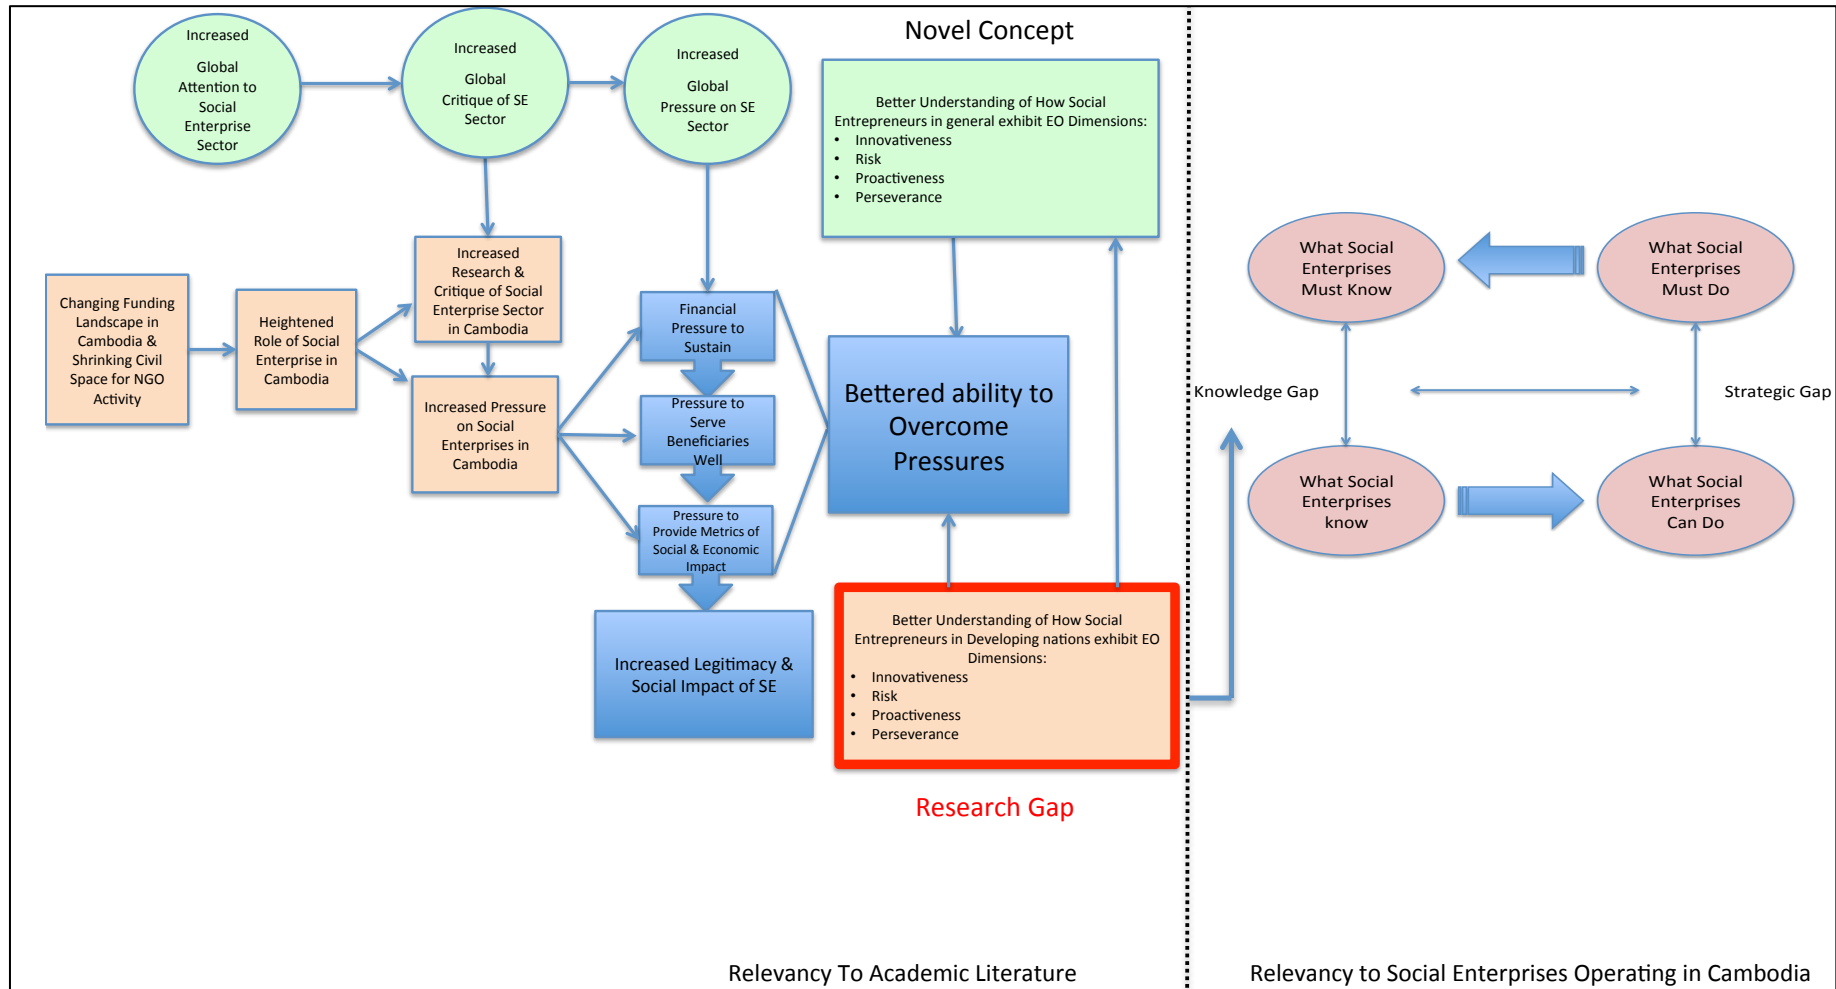 Increased
Global
Attention to
Social
Enterprise
Sector
Increased
Global
Critique of SE
Sector
Increased
Global
Pressure on SE
Sector
Novel Concept
Better Understanding of How Social
Entrepreneurs in general exhibit EO Dimensions:
• Innovativeness
• Risk
• Proactiveness
• Perseverance
Changing Funding
Landscape in
Cambodia &
Shrinking Civil
Space for NGO
Activity
Heightened
Role of Social
Enterprise in
Cambodia
Increased
Research &
Critique of Social
Enterprise Sector
in Cambodia
Increased Pressure
on Social
Enterprises in
Cambodia
Financial
Pressure to
Sustain
Pressure to
Serve
Beneficiaries
Well
Pressure to
Provide Metrics of
Social & Economic
Impact
Increased Legitimacy &
Social Impact of SE
Bettered ability to
Overcome
Pressures
Better Understanding of How Social
Entrepreneurs in Developing nations exhibit EO
Dimensions:
• Innovativeness
• Risk
• Proactiveness
• Perseverance
Research Gap
Relevancy To Academic Literature
What Social
Enterprises
Must Know
What Social
Enterprises
Must Do
Knowledge Gap
Strategic Gap
What Social
Enterprises
know
What Social
Enterprises
Can Do
Relevancy to Social Enterprises Operating in Cambodia